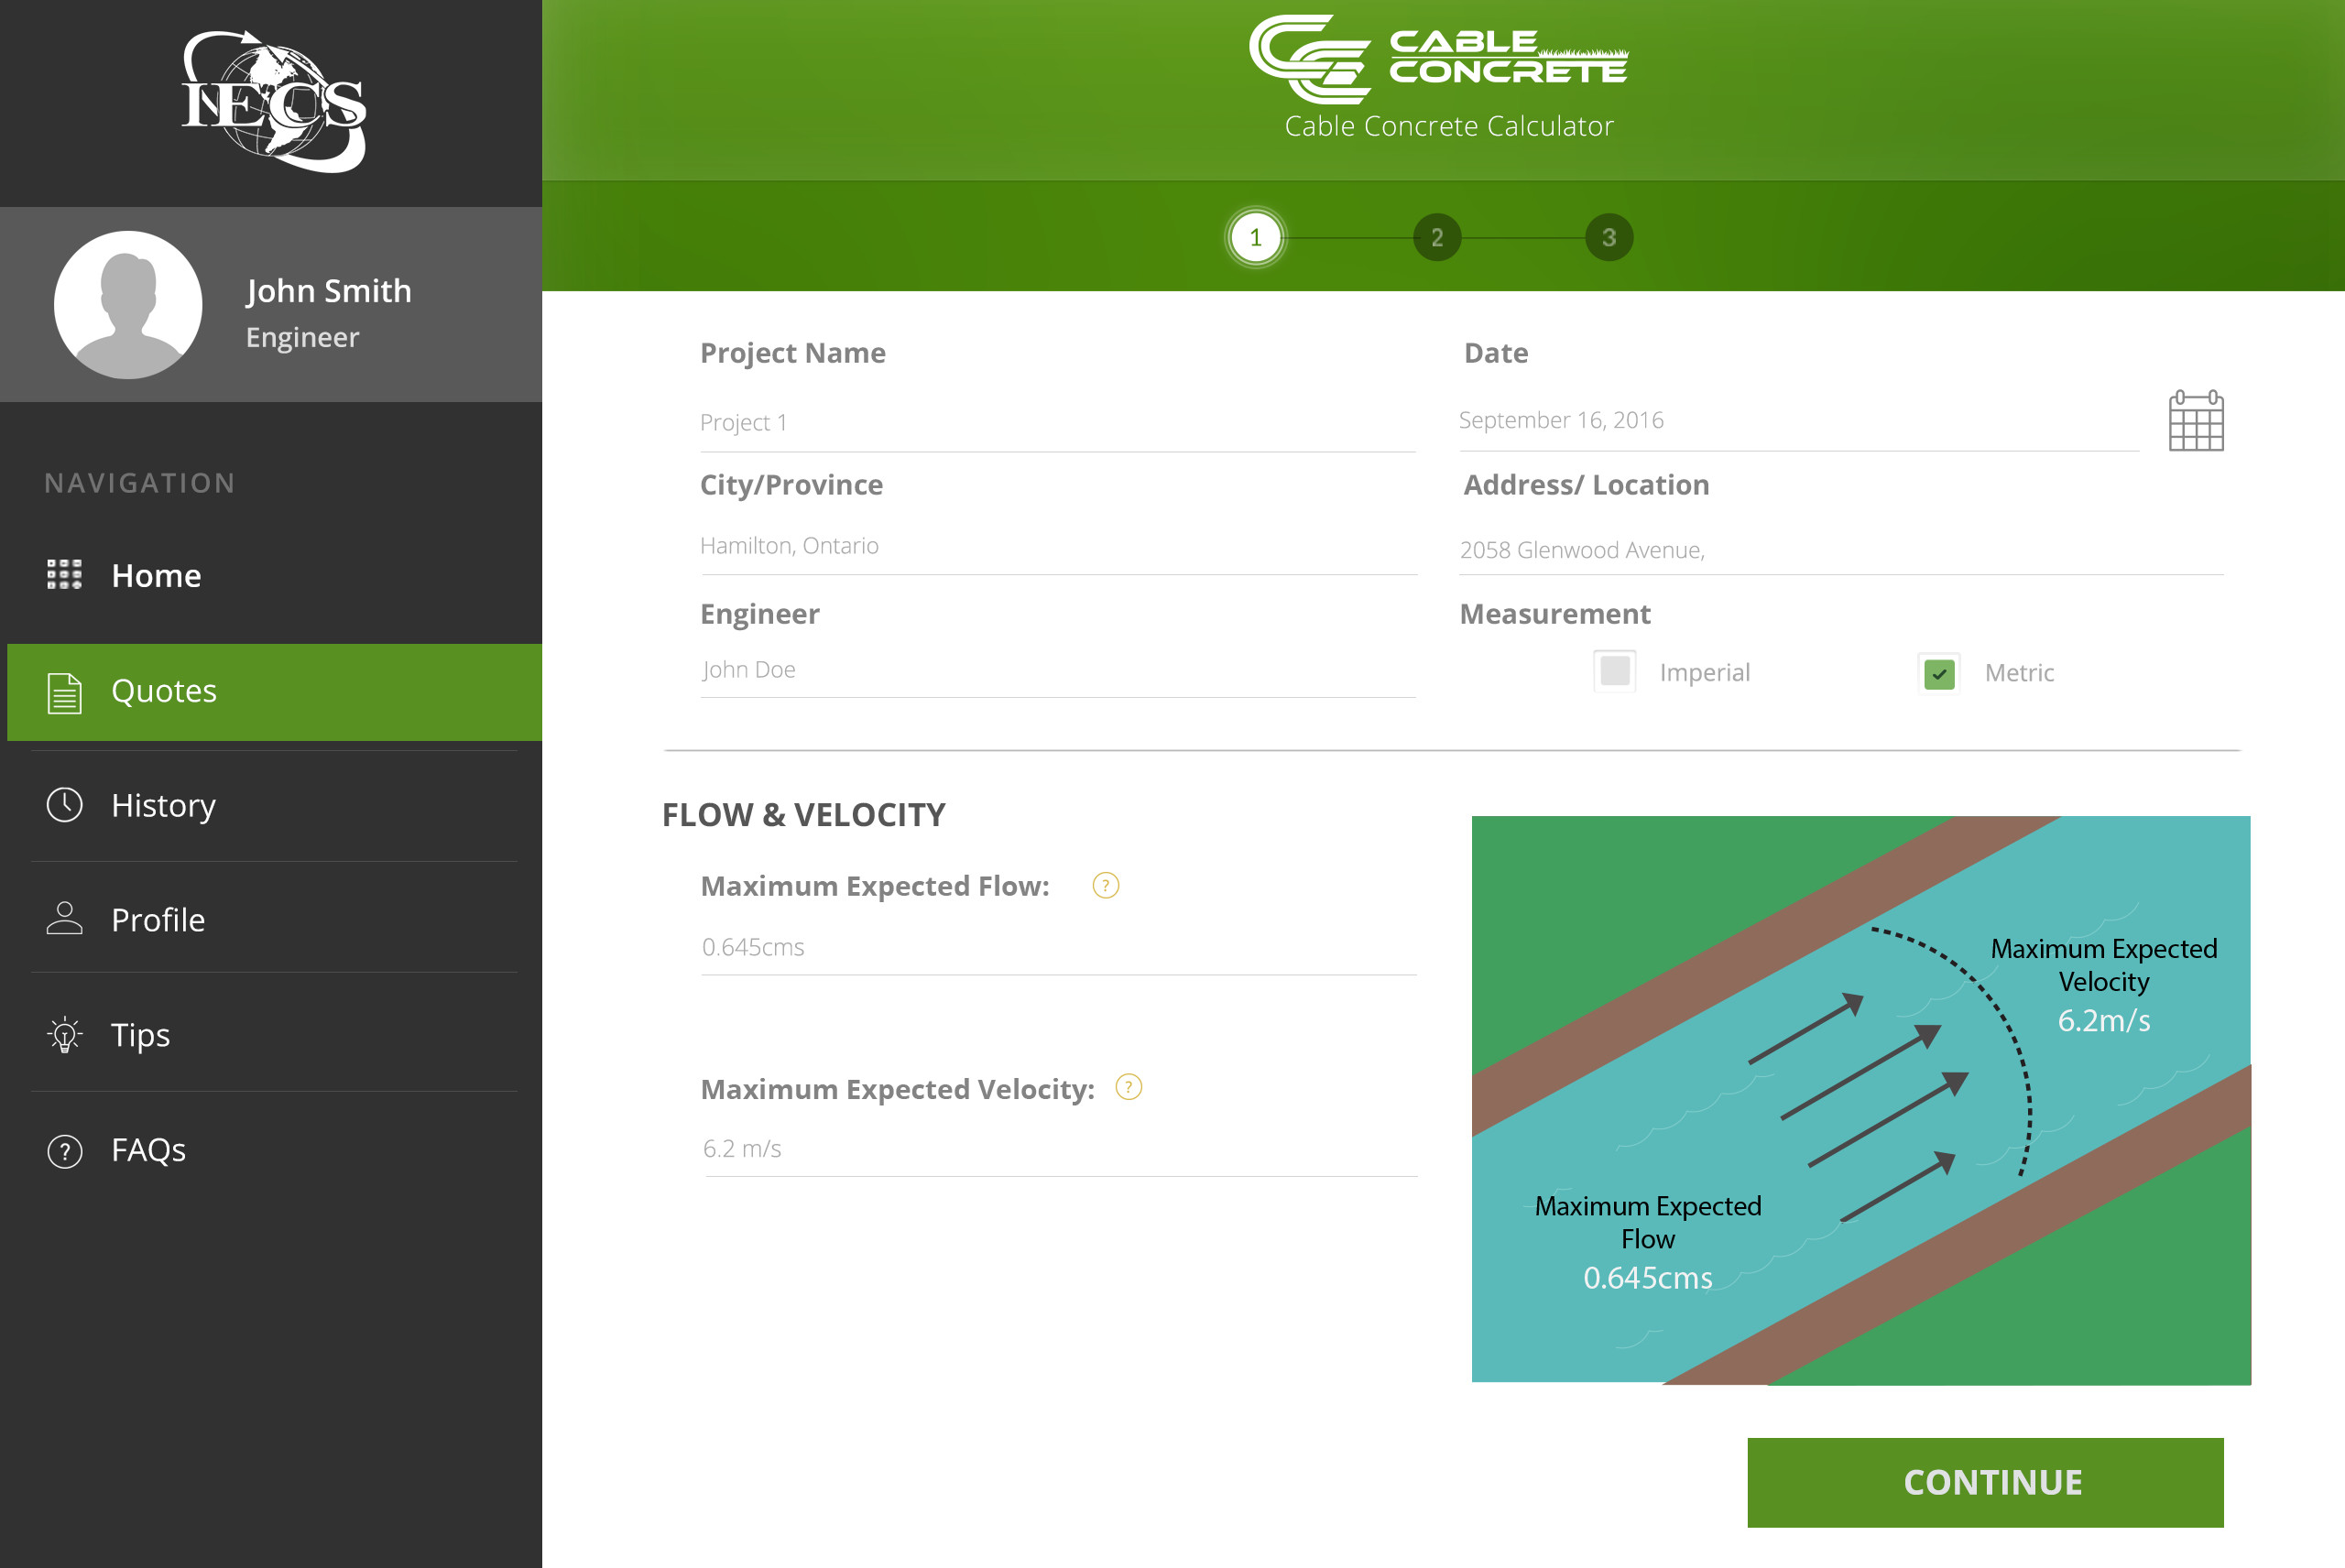 IECS
John Smith
Engineer
NAVIGATION
Home
Quotes
History
Profile
Tips
FAQs
CABLE
CONCRETE
Cable Concrete Calculator
1 2 3
Project Name
Project 1
Date
September 16, 2016
City/Province
Hamilton, Ontario
Address/ Location
2058 Glenwood Avenue,
Engineer
John Doe
Measurement
Imperial
Metric
FLOW & VELOCITY
Maximum Expected Flow: ?
0.645cms
Maximum Expected Velocity: ?
6.2 m/s
Maximum Expected
Velocity
6.2m/s
Maximum Expected
Flow
0.645cms
CONTINUE